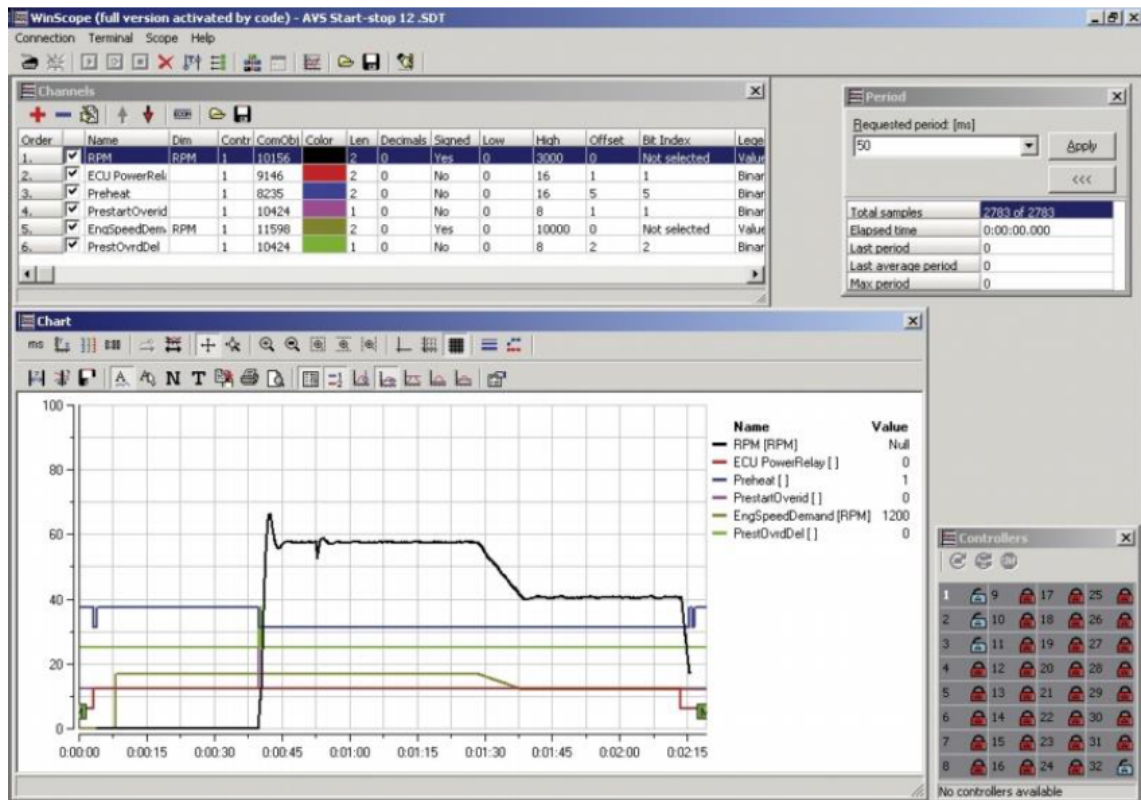 WinScope (full version activated by code) - AVS Start-stop 12 .SDT
Connection Terminal Scope Help
Channels
Order Name Dim Contr ComObj Color Len Decimals Signed Low High Offset Bit Index Lege
1. RPM RPM 1 10156 2 0 Yes 0 3000 0 Not selected Value
2. ECU PowerRel 1 9146 2 0 No 0 16 1 1 Binar
3. Preheat 1 8235 2 0 No 0 16 5 5 Binar
4. PrestartOverid 1 10424 1 0 No 0 8 1 1 Binar
5. EngSpeedDem RPM 1 11598 2 0 Yes 0 10000 0 Not selected Value
6. PrestOvrdDel 1 10424 1 0 No 0 8 2 2 Binar
Period
Requested period: [ms]
50
Apply
<<<
Total samples 2783 of 2783
Elapsed time 0:00:00.000
Last period 0
Last average period 0
Max period 0
Chart
ms
A N T
100
80
60
40
20
0
0:00:00 0:00:15 0:00:30 0:00:45 0:01:00 0:01:15 0:01:30 0:01:45 0:02:00 0:02:15
Name Value
RPM [RPM] Null
ECU PowerRelay [ ] 0
Preheat [ ] 1
PrestartOverid [ ] 0
EngSpeedDemand [RPM] 1200
PrestOvrdDel [ ] 0
Controllers
1 9 17 25
2 10 18 26
3 11 19 27
4 12 20 28
5 13 21 29
6 14 22 30
7 15 23 31
8 16 24 32
No controllers available